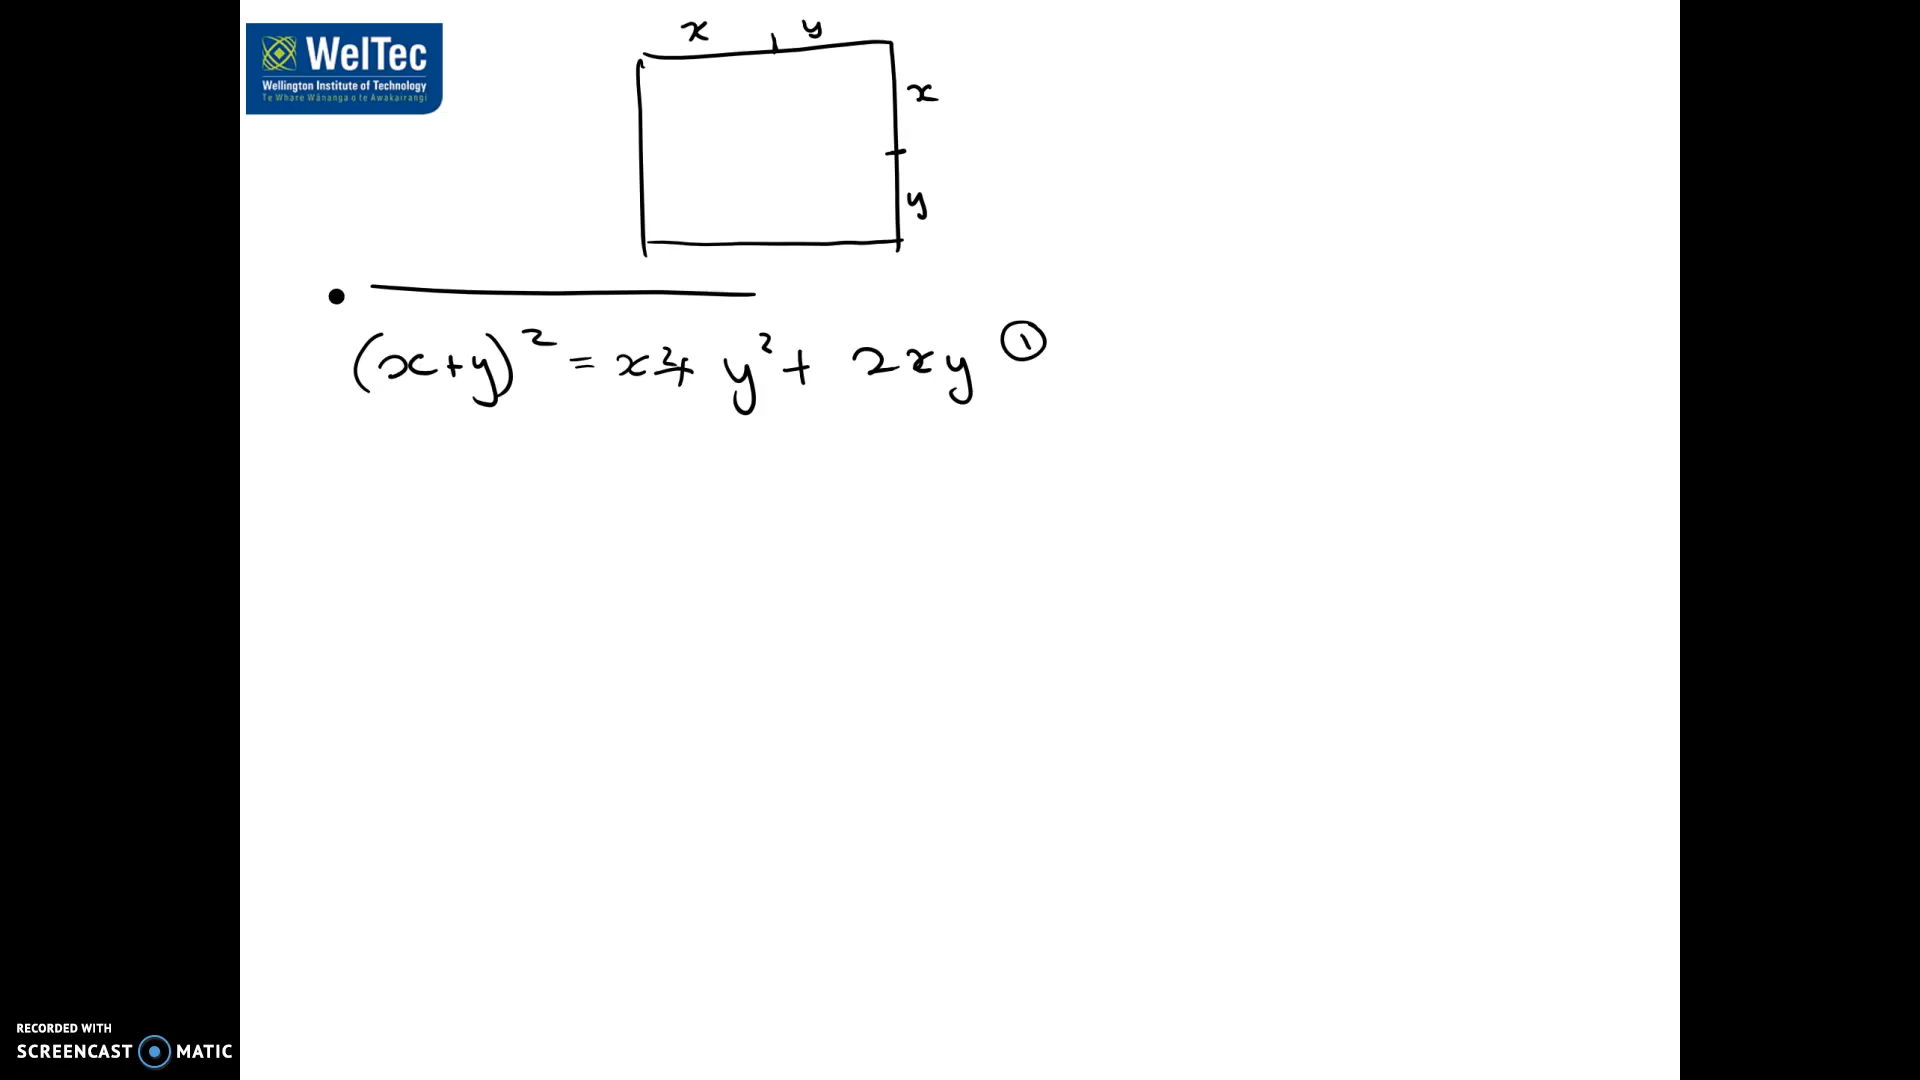 WelTec
Wellington Institute of Technology
Te Whare Wānanga o te Awakairangi
x y
x
y
(x+y)² = x² + y² + 2xy ①
RECORDED WITH
SCREENCAST MATIC